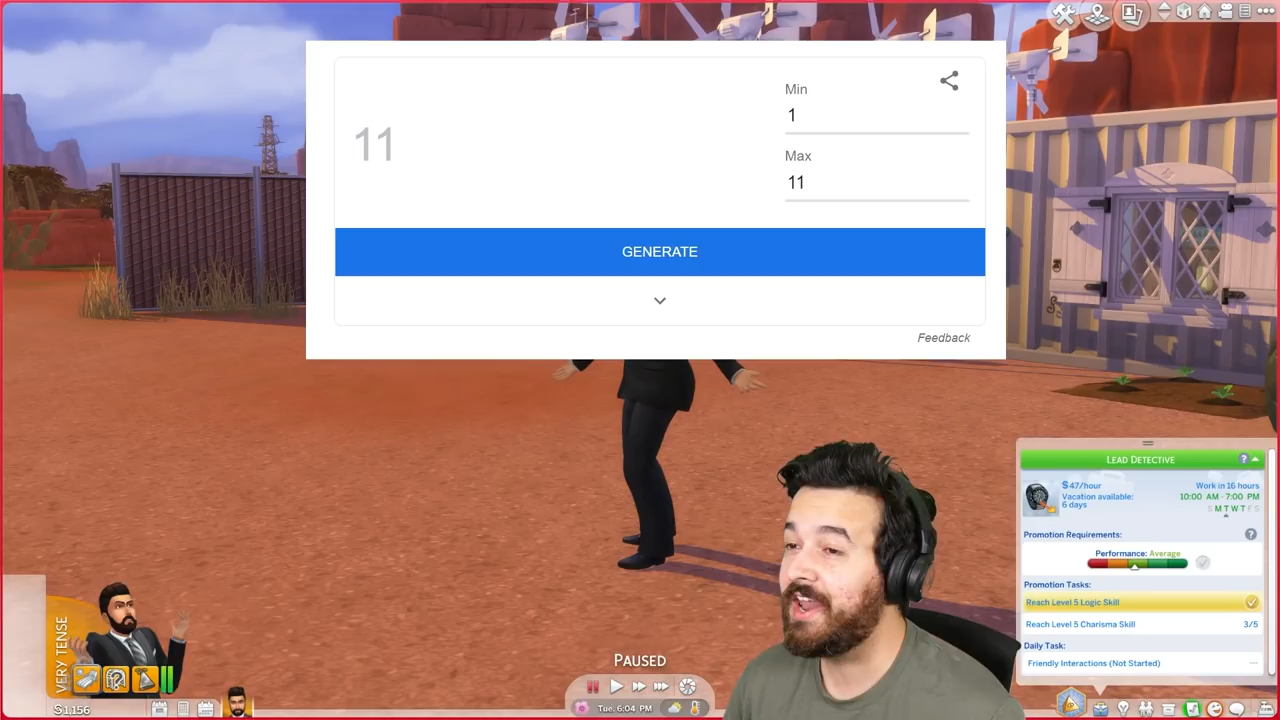 Min
1
11
Max
11
GENERATE
Feedback
LEAD DETECTIVE
?
$47/hour
Work in 16 hours
Vacation available:
6 days
10:00 AM - 7:00 PM
S M T W T F S
Promotion Requirements:
?
Performance: Average
Promotion Tasks:
Reach Level 5 Logic Skill
Reach Level 5 Charisma Skill
3/5
Daily Task:
Friendly Interactions (Not Started)
VERY TENSE
PAUSED
§1,156
Tue. 6:04 PM